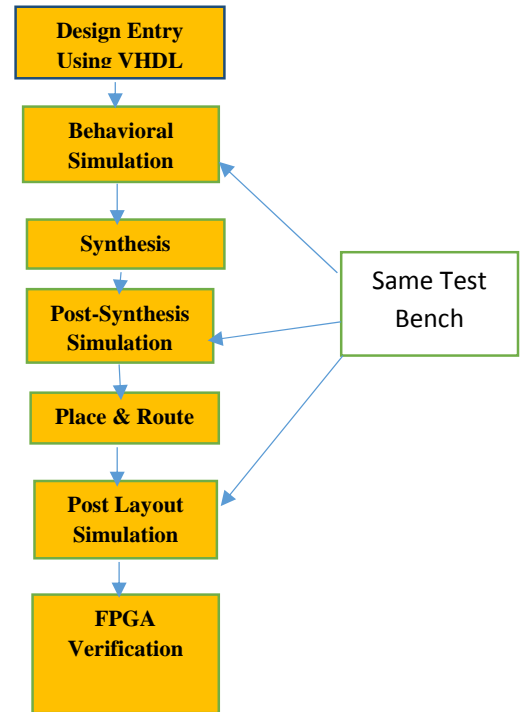 Design Entry
Using VHDL
Behavioral
Simulation
Synthesis
Same Test
Bench
Post-Synthesis
Simulation
Place & Route
Post Layout
Simulation
FPGA
Verification